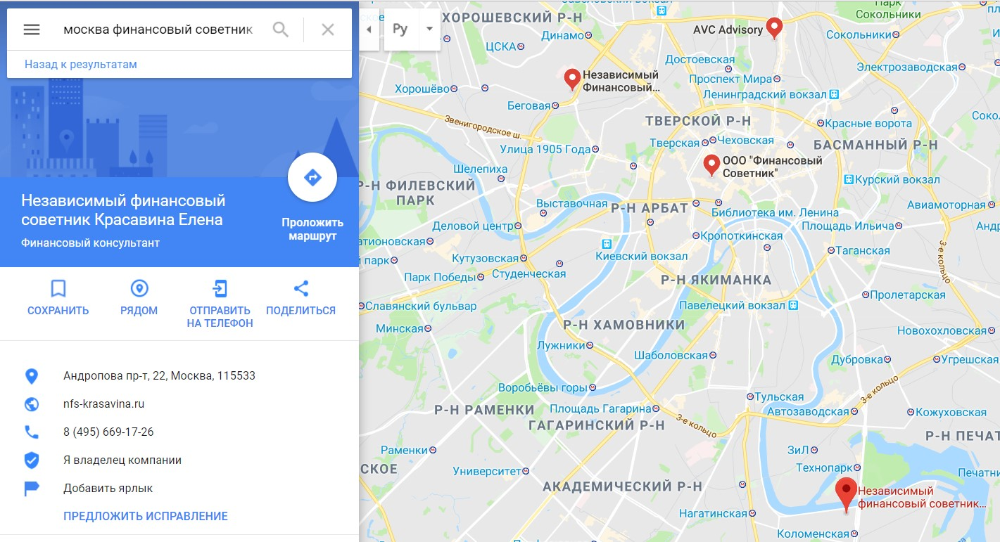 москва финансовый советник
Назад к результатам
Независимый финансовый
советник Красавина Елена
Финансовый консультант
Проложить
маршрут
СОХРАНИТЬ
РЯДОМ
ОТПРАВИТЬ
НА ТЕЛЕФОН
ПОДЕЛИТЬСЯ
Андропова пр-т, 22, Москва, 115533
nfs-krasavina.ru
8 (495) 669-17-26
Я владелец компании
Добавить ярлык
ПРЕДЛОЖИТЬ ИСПРАВЛЕНИЕ
Ру
ХОРОШЕВСКИЙ Р-Н
Парк
Сокольники
Динамо
AVC Advisory
Сокольники
ЦСКА
Достоевская
Электрозаводская
Независимый
Финансовый...
Проспект Мира
Хорошёво
Ленинградский вокзал
Беговая
ТВЕРСКОЙ Р-Н
Звенигородское ш.
Красные ворота
Тверская
Чеховская
БАСМАННЫЙ Р-Н
Улица 1905 Года
ООО "Финансовый
Советник"
Шелепиха
Курский вокзал
Р-Н ФИЛЕВСКИЙ
ПАРК
Выставочная
Р-Н АРБАТ
Авиамоторная
Библиотека им. Ленина
Деловой центр
Площадь Ильича
Кропоткинская
Киевский вокзал
Таганская
Кутузовская
Парк Победы
Студенческая
3-е кольцо
Р-Н ЯКИМАНКА
Славянский бульвар
Павелецкий вокзал
Пролетарская
Минская
Р-Н ХАМОВНИКИ
Новохохловская
Лужники
Шаболовская
Дубровка
Угрешская
Воробьёвы горы
3-е кольцо
Тульская
Р-Н РАМЕНКИ
Площадь Гагарина
Автозаводская
Кожуховская
ГАГАРИНСКИЙ Р-Н
3-е кольцо
Р-Н ПЕЧАТ
Раменки
ЗиЛ
СКОЕ
Университет
Технопарк
Печатни
АКАДЕМИЧЕСКИЙ Р-Н
Независимый
финансовый советник...
Нагатинская
Коломенская